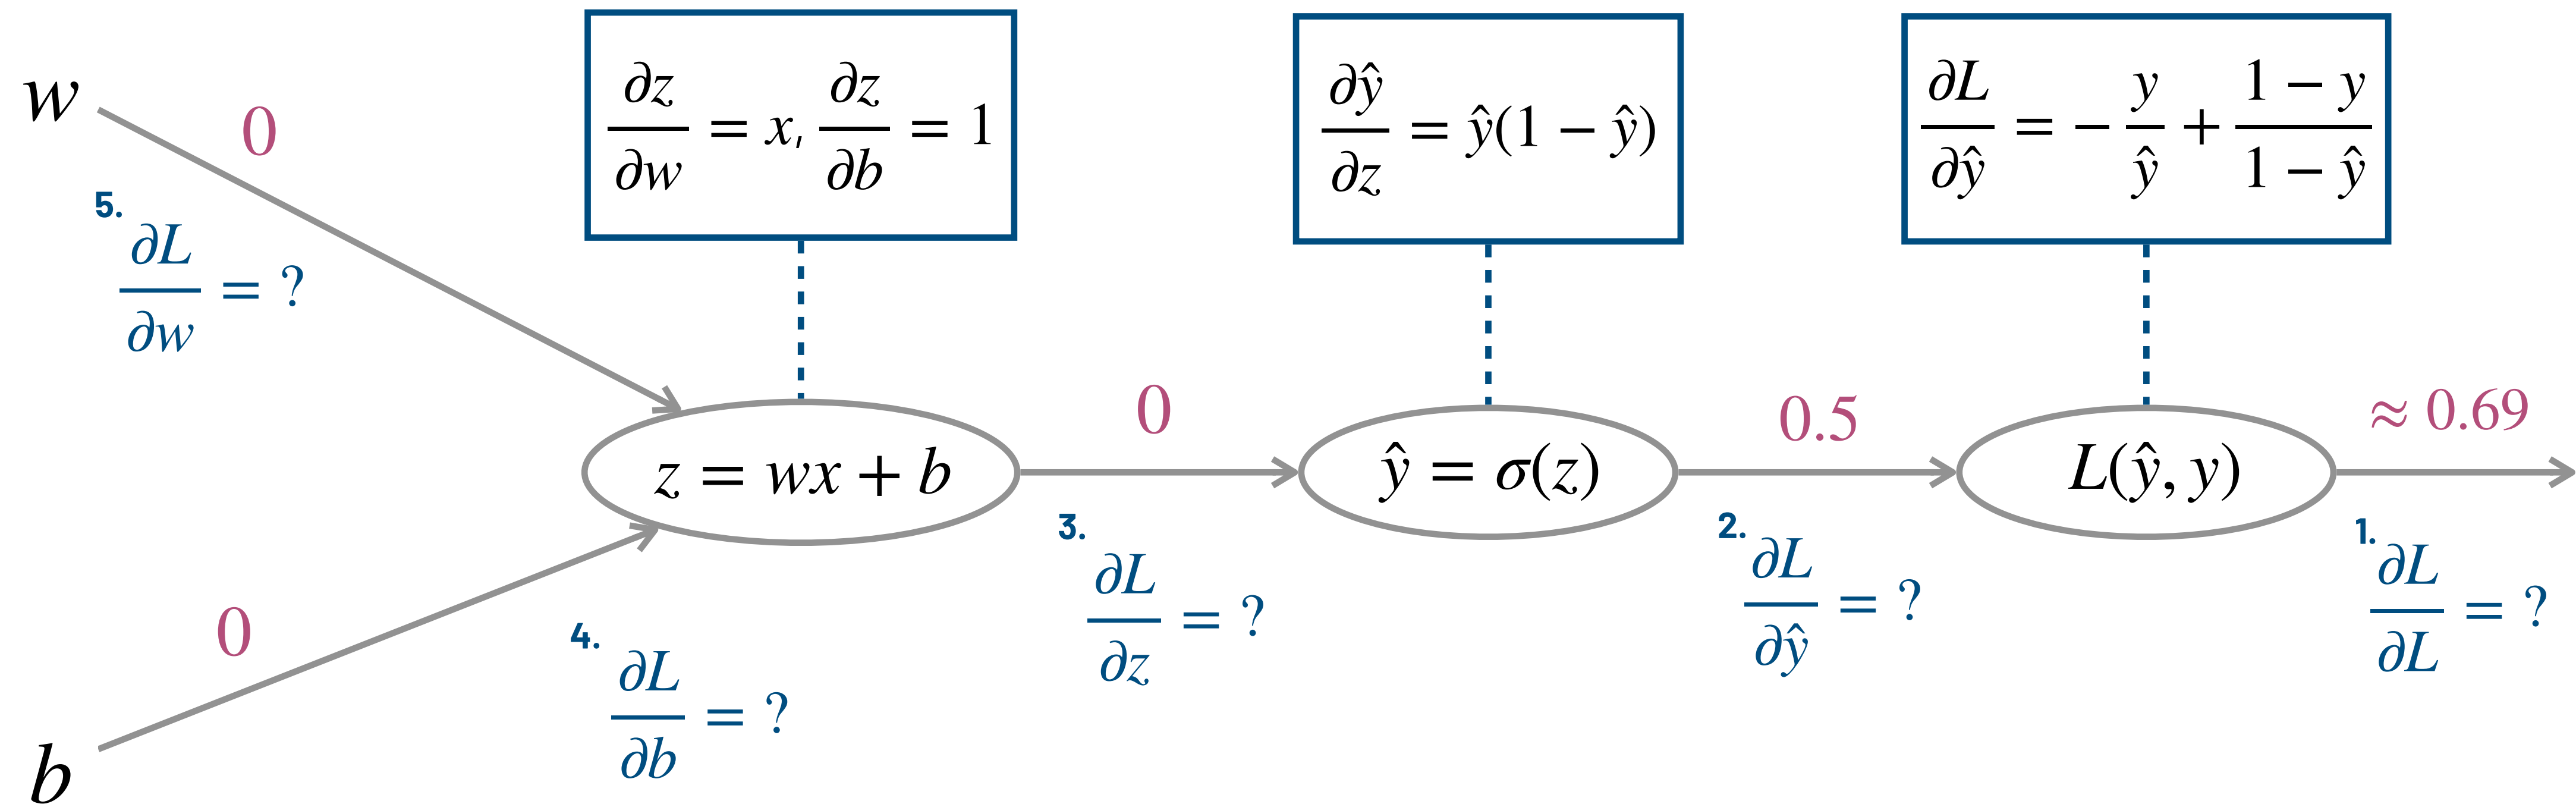 w
0
5. ∂L/∂w = ?
∂z/∂w = x, ∂z/∂b = 1
∂ŷ/∂z = ŷ(1 − ŷ)
∂L/∂ŷ = − y/ŷ + (1 − y)/(1 − ŷ)
z = wx + b
0
ŷ = σ(z)
0.5
L(ŷ, y)
≈ 0.69
3. ∂L/∂z = ?
2. ∂L/∂ŷ = ?
1. ∂L/∂L = ?
0
4. ∂L/∂b = ?
b